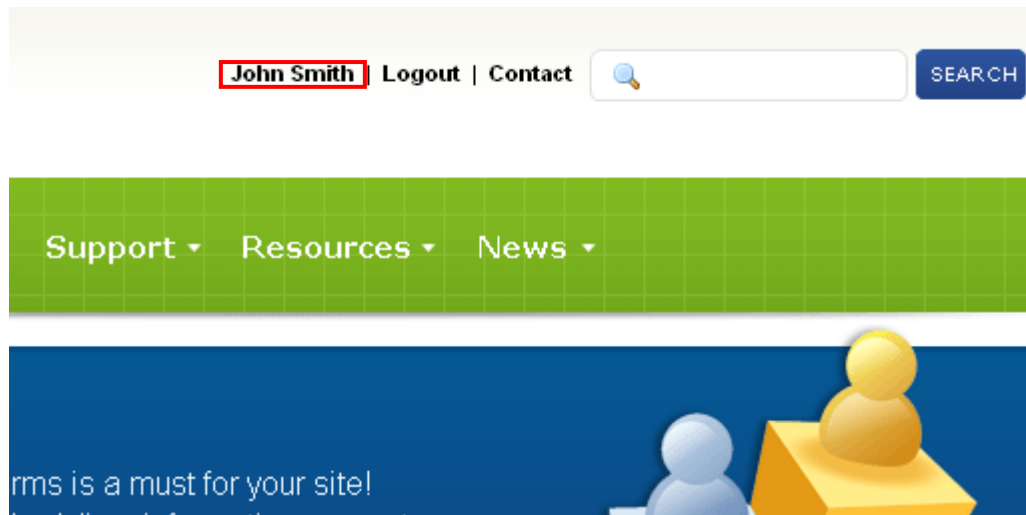 John Smith | Logout | Contact
SEARCH
Support
Resources
News
rms is a must for your site!